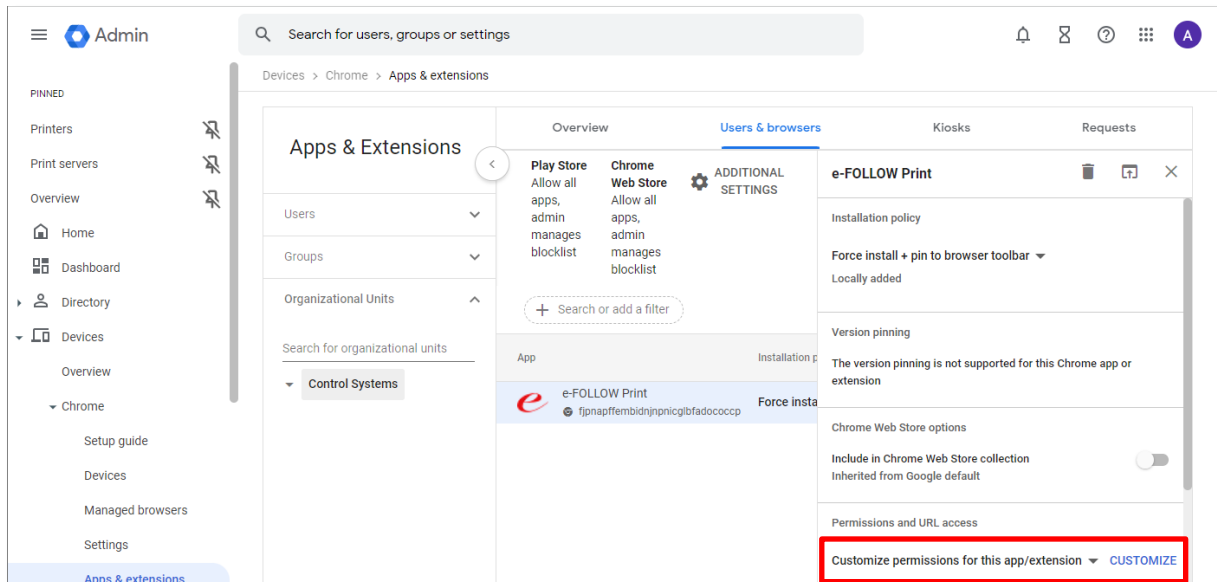 Admin
Search for users, groups or settings
A
Devices > Chrome > Apps & extensions
PINNED
Printers
Print servers
Overview
Home
Dashboard
Directory
Devices
Overview
Chrome
Setup guide
Devices
Managed browsers
Settings
Apps & extensions
Apps & Extensions
Users
Groups
Organizational Units
Search for organizational units
Control Systems
Overview
Users & browsers
Kiosks
Requests
Play Store
Allow all
apps,
admin
manages
blocklist
Chrome
Web Store
Allow all
apps,
admin
manages
blocklist
ADDITIONAL
SETTINGS
+ Search or add a filter
App
Installation p
e-FOLLOW Print
fjpnapffembidnjnpnicglbfadococcp
Force insta
e-FOLLOW Print
Installation policy
Force install + pin to browser toolbar
Locally added
Version pinning
The version pinning is not supported for this Chrome app or
extension
Chrome Web Store options
Include in Chrome Web Store collection
Inherited from Google default
Permissions and URL access
Customize permissions for this app/extension
CUSTOMIZE